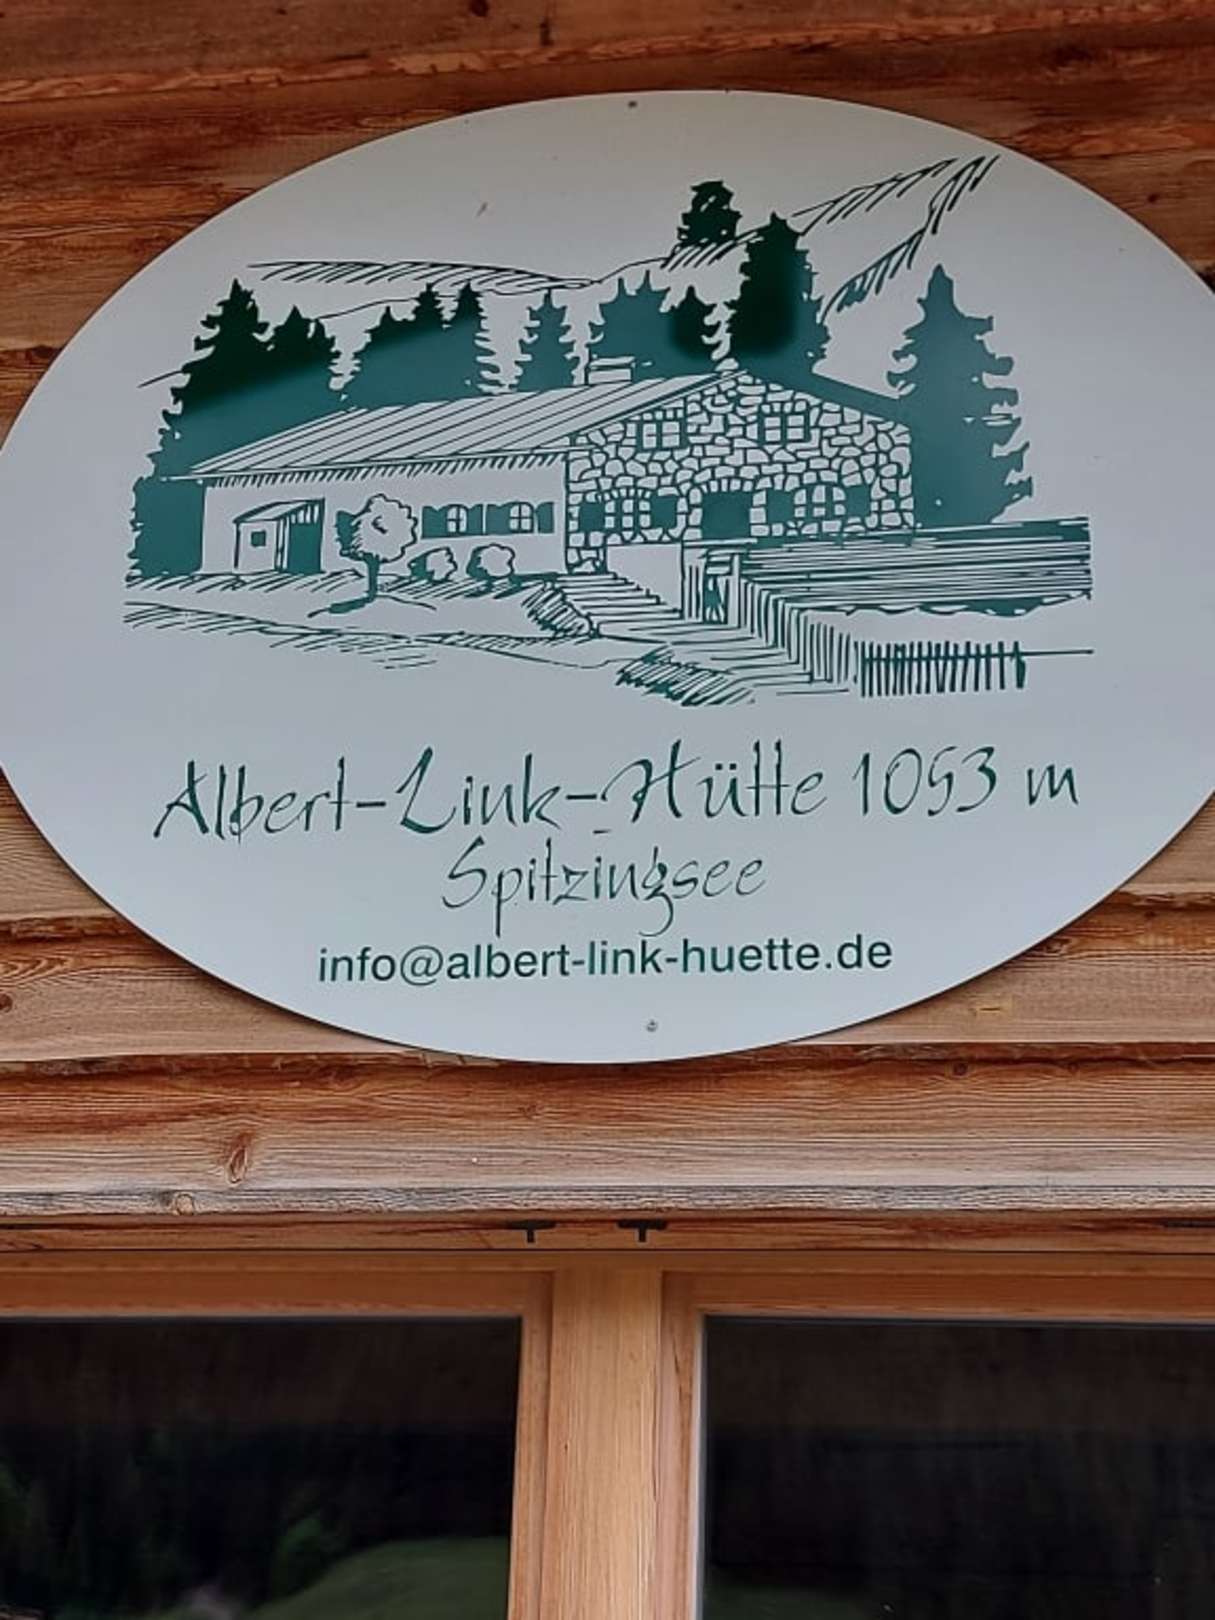 Albert-Link-Hütte 1053 m
Spitzingsee
info@albert-link-huette.de